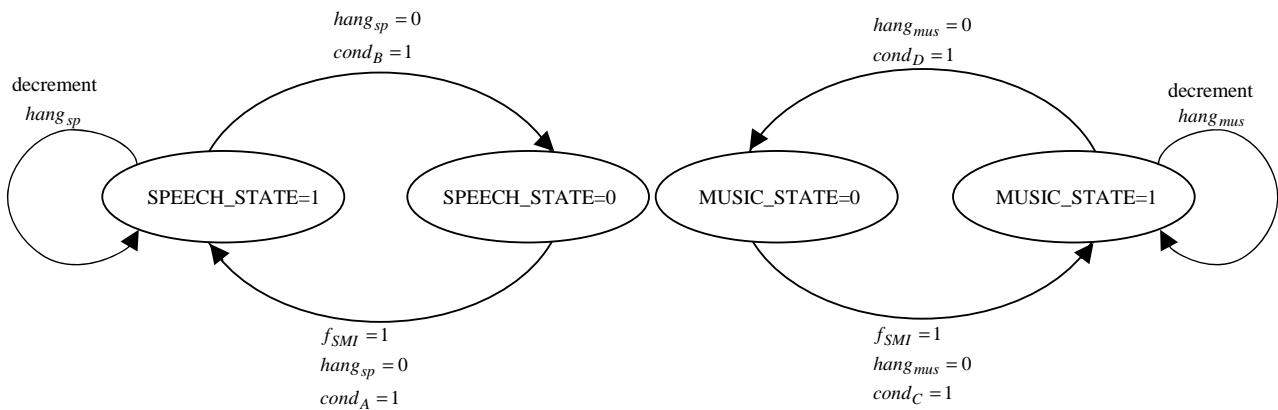 hang_sp = 0
cond_B = 1
hang_mus = 0
cond_D = 1
decrement
hang_sp
decrement
hang_mus
SPEECH_STATE=1
SPEECH_STATE=0
MUSIC_STATE=0
MUSIC_STATE=1
f_SMI = 1
hang_sp = 0
cond_A = 1
f_SMI = 1
hang_mus = 0
cond_C = 1